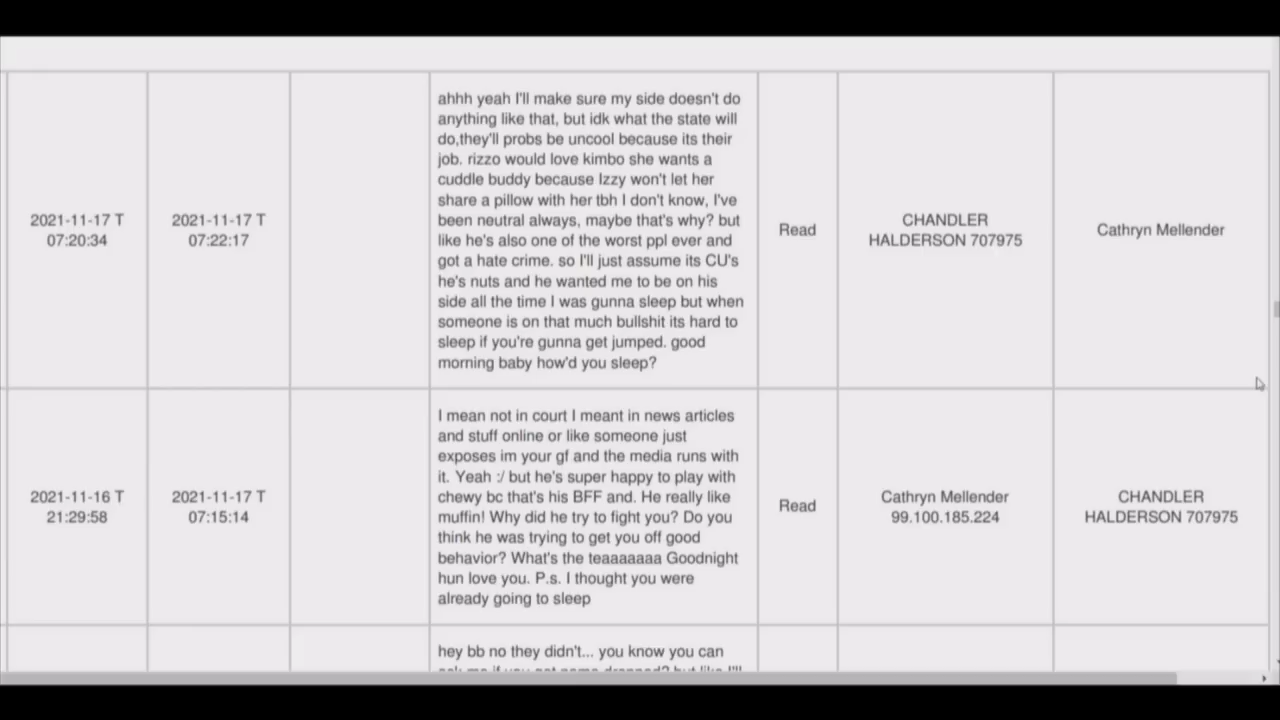 2021-11-17 T
07:20:34
2021-11-17 T
07:22:17
ahhh yeah I'll make sure my side doesn't do
anything like that, but idk what the state will
do,they'll probs be uncool because its their
job. rizzo would love kimbo she wants a
cuddle buddy because Izzy won't let her
share a pillow with her tbh I don't know, I've
been neutral always, maybe that's why? but
like he's also one of the worst ppl ever and
got a hate crime. so I'll just assume its CU's
he's nuts and he wanted me to be on his
side all the time I was gunna sleep but when
someone is on that much bullshit its hard to
sleep if you're gunna get jumped. good
morning baby how'd you sleep?
Read
CHANDLER
HALDERSON 707975
Cathryn Mellender
2021-11-16 T
21:29:58
2021-11-17 T
07:15:14
I mean not in court I meant in news articles
and stuff online or like someone just
exposes im your gf and the media runs with
it. Yeah :/ but he's super happy to play with
chewy bc that's his BFF and. He really like
muffin! Why did he try to fight you? Do you
think he was trying to get you off good
behavior? What's the teaaaaaaa Goodnight
hun love you. P.s. I thought you were
already going to sleep
Read
Cathryn Mellender
99.100.185.224
CHANDLER
HALDERSON 707975
hey bb no they didn't... you know you can
ask me if you get name dropped? but like I'll